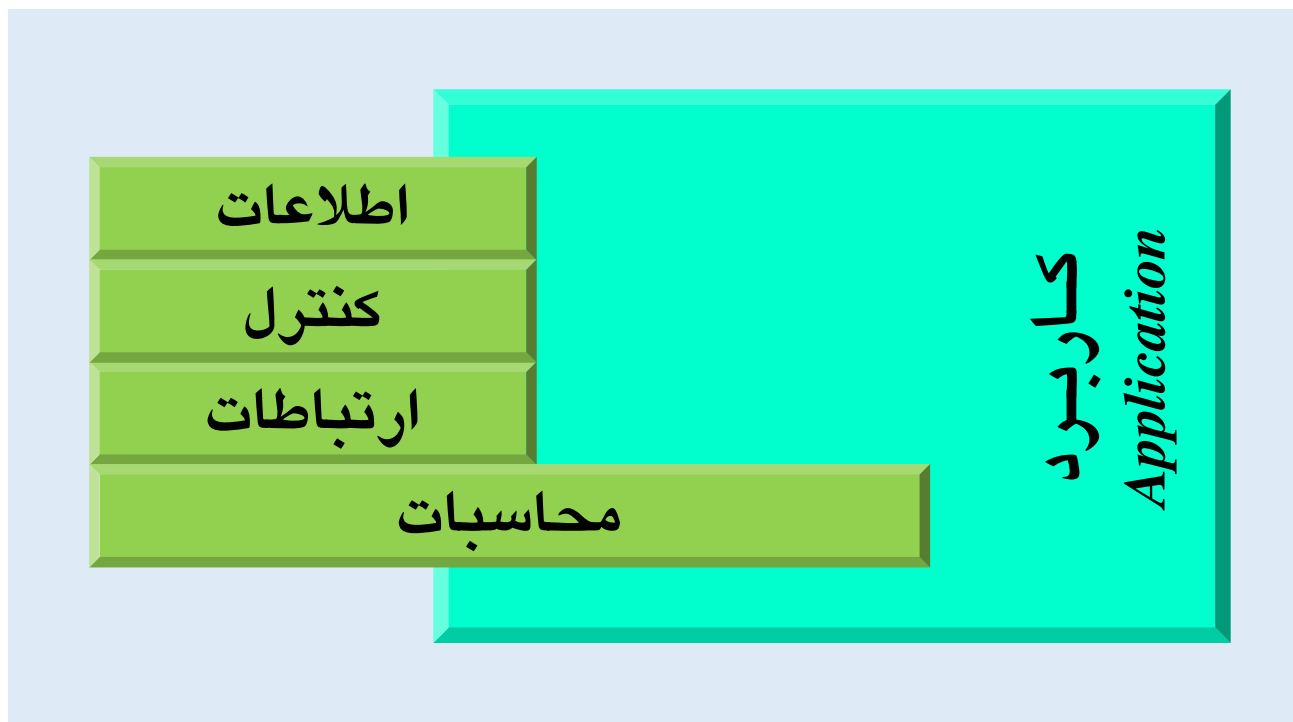 اطلاعات
کنترل
ارتباطات
محاسبات
کاربرد
Application